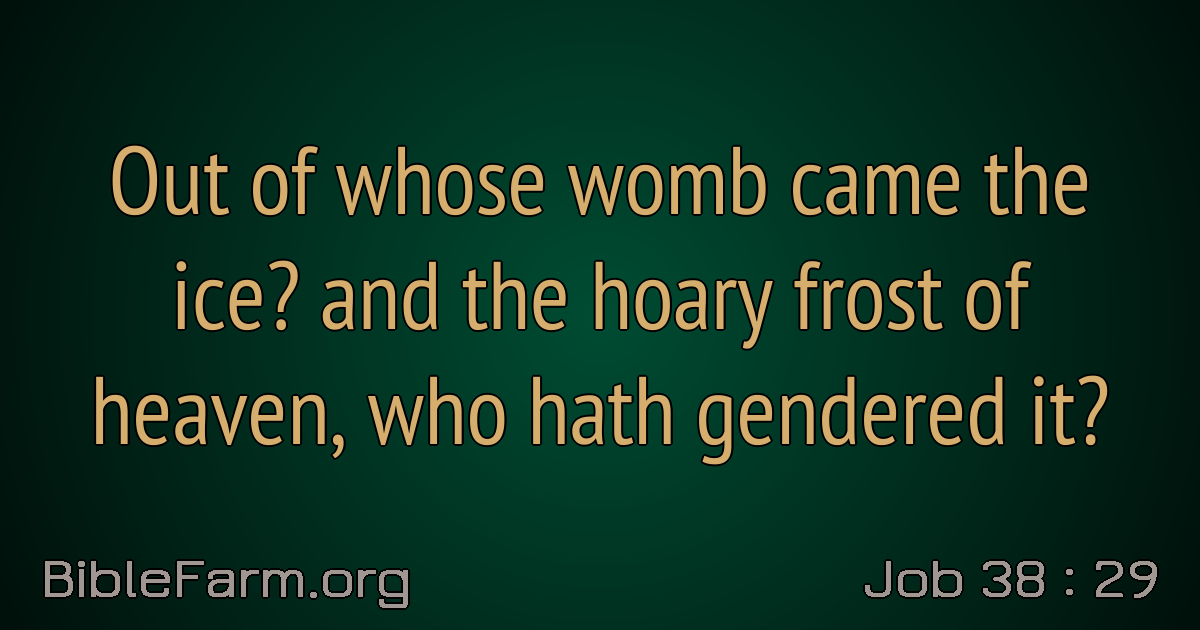 Out of whose womb came the
ice? and the hoary frost of
heaven, who hath gendered it?
BibleFarm.org
Job 38 : 29